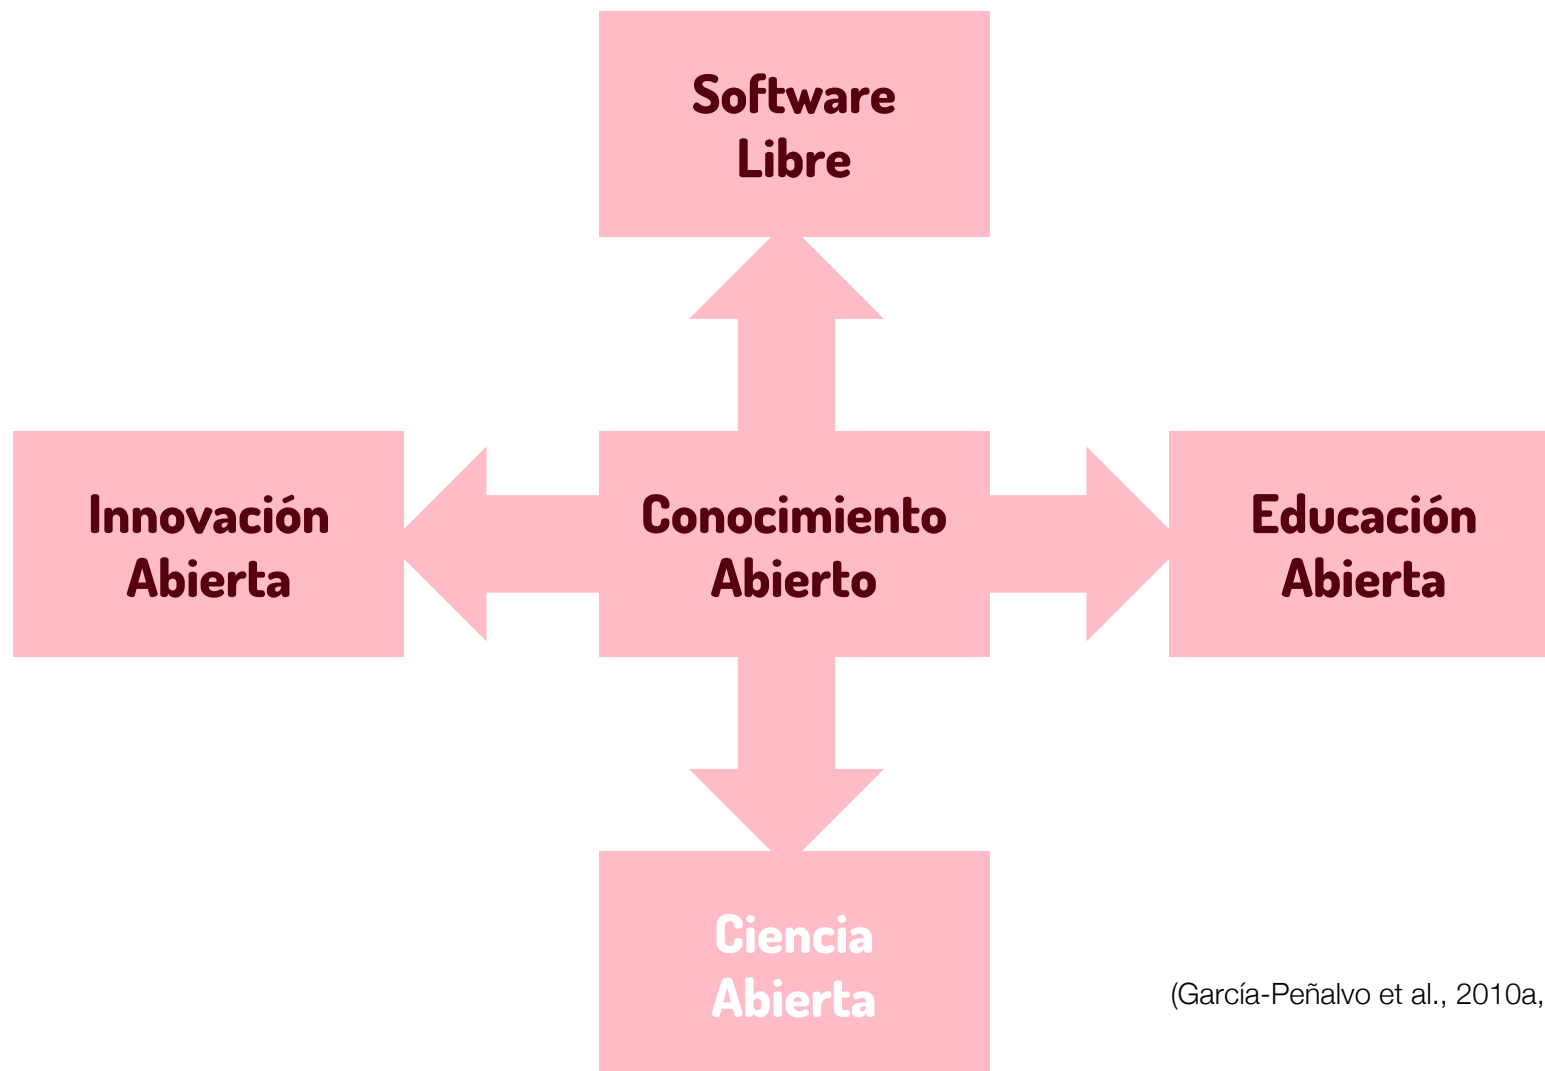 Software
Libre
Innovación
Abierta
Conocimiento
Abierto
Educación
Abierta
Ciencia
Abierta
(García-Peñalvo et al., 2010a,